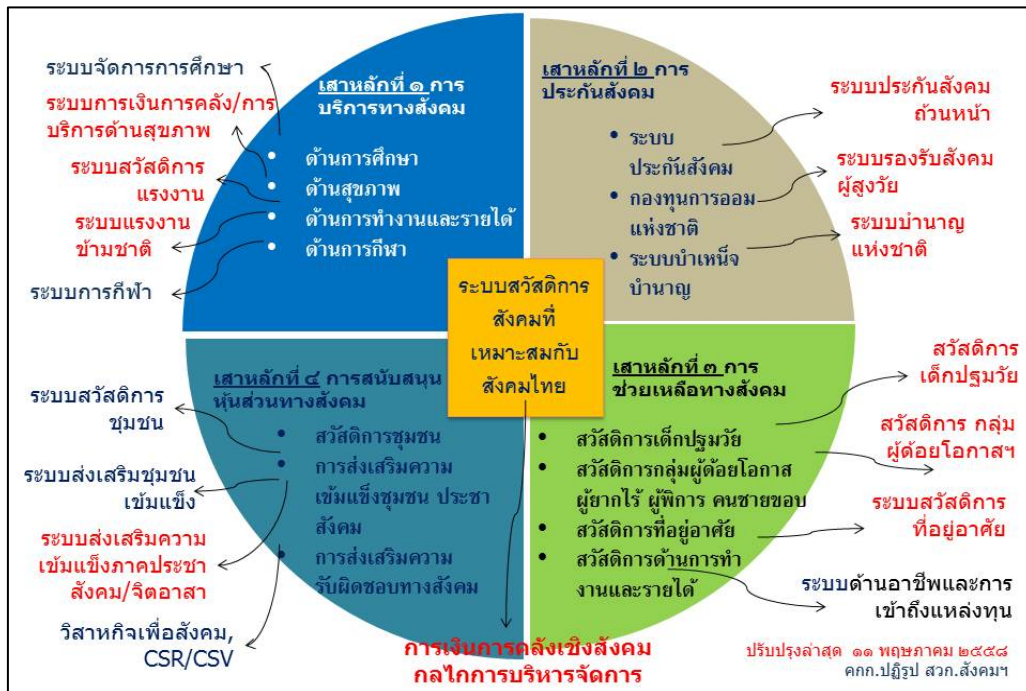 ระบบจัดการการศึกษา
ระบบการเงินการคลัง/การ
บริการด้านสุขภาพ
ระบบสวัสดิการ
แรงงาน
ระบบแรงงาน
ข้ามชาติ
ระบบการกีฬา
เสาหลักที่ ๑ การ
บริการทางสังคม
• ด้านการศึกษา
• ด้านสุขภาพ
• ด้านการทำงานและรายได้
• ด้านการกีฬา
เสาหลักที่ ๒ การ
ประกันสังคม
• ระบบ
ประกันสังคม
• กองทุนการออม
แห่งชาติ
• ระบบบำเหน็จ
บำนาญ
ระบบประกันสังคม
ถ้วนหน้า
ระบบรองรับสังคม
ผู้สูงวัย
ระบบบำนาญ
แห่งชาติ
ระบบสวัสดิการ
สังคมที่
เหมาะสมกับ
สังคมไทย
ระบบสวัสดิการ
ชุมชน
ระบบส่งเสริมชุมชน
เข้มแข็ง
ระบบส่งเสริมความ
เข้มแข็งภาคประชา
สังคม/จิตอาสา
วิสาหกิจเพื่อสังคม,
CSR/CSV
เสาหลักที่ ๔ การสนับสนุน
หุ้นส่วนทางสังคม
• สวัสดิการชุมชน
• การส่งเสริมความ
เข้มแข็งชุมชน ประชา
สังคม
• การส่งเสริมความ
รับผิดชอบทางสังคม
เสาหลักที่ ๓ การ
ช่วยเหลือทางสังคม
• สวัสดิการเด็กปฐมวัย
• สวัสดิการกลุ่มผู้ด้อยโอกาส
ผู้ยากไร้ ผู้พิการ คนชายขอบ
• สวัสดิการที่อยู่อาศัย
• สวัสดิการด้านการทำ
งานและรายได้
สวัสดิการ
เด็กปฐมวัย
สวัสดิการ กลุ่ม
ผู้ด้อยโอกาสฯ
ระบบสวัสดิการ
ที่อยู่อาศัย
ระบบด้านอาชีพและการ
เข้าถึงแหล่งทุน
การเงินการคลังเชิงสังคม
กลไกการบริหารจัดการ
ปรับปรุงล่าสุด ๑๑ พฤษภาคม ๒๕๕๘
คกก.ปฏิรูป สวก.สังคมฯ